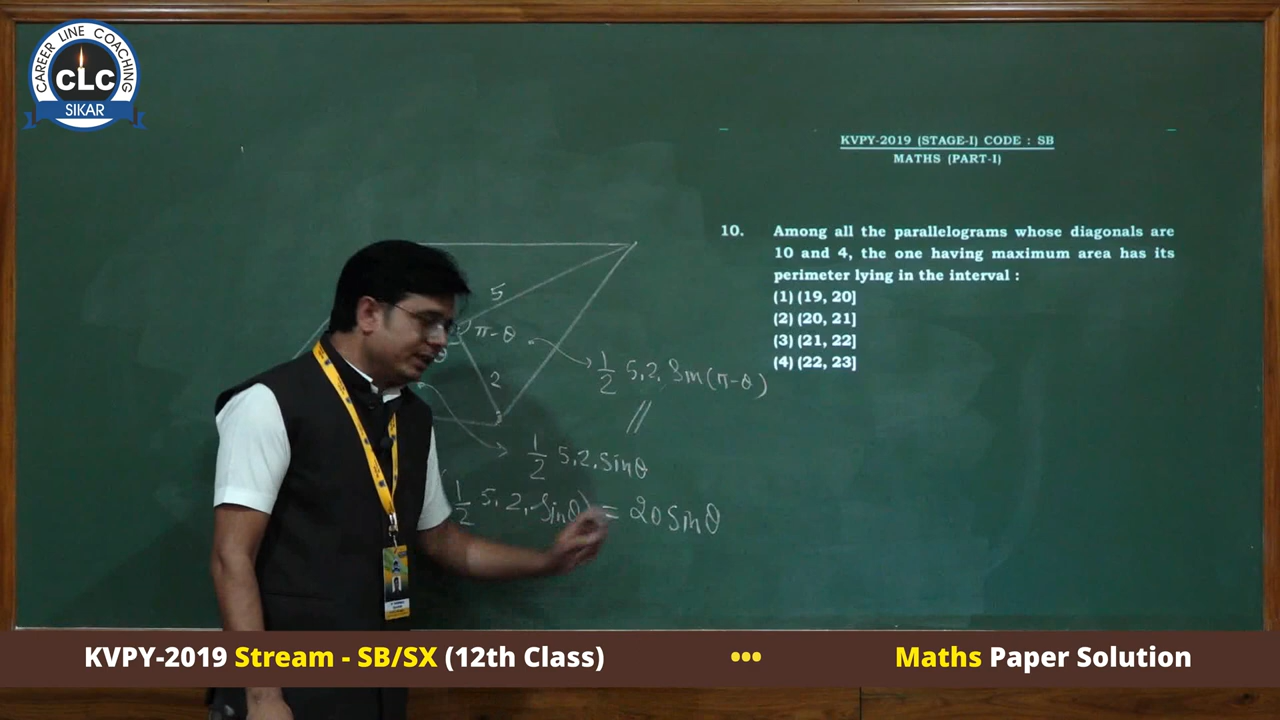 CAREER LINE COACHING
CLC
SIKAR
KVPY-2019 (STAGE-I) CODE : SB
MATHS (PART-I)
10. Among all the parallelograms whose diagonals are
10 and 4, the one having maximum area has its
perimeter lying in the interval :
(1) (19, 20]
(2) (20, 21]
(3) (21, 22]
(4) (22, 23]
5
π-θ
2
1/2 5.2. Sin(π-θ)
//
1/2 5.2. Sinθ
1/2 5.2. Sinθ) = 20 Sinθ
KVPY-2019 Stream - SB/SX (12th Class) ••• Maths Paper Solution